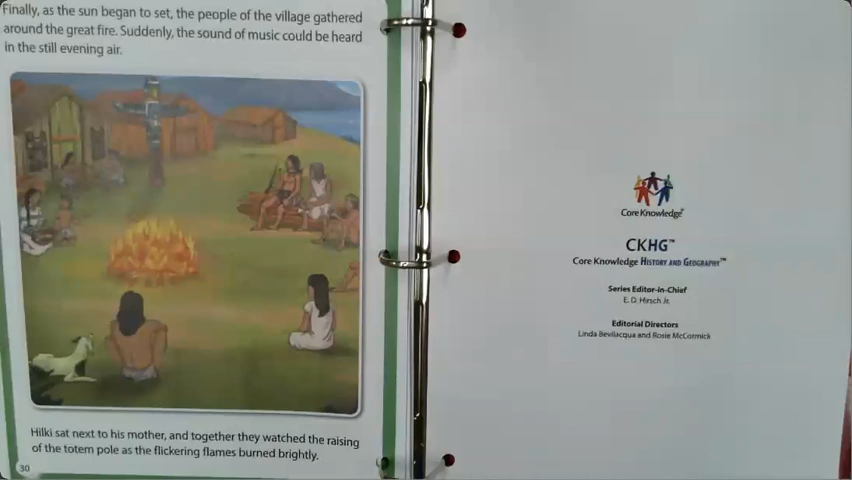 Finally, as the sun began to set, the people of the village gathered
around the great fire. Suddenly, the sound of music could be heard
in the still evening air.
Hilki sat next to his mother, and together they watched the raising
of the totem pole as the flickering flames burned brightly.
30
Core Knowledge®
CKHG™
Core Knowledge HISTORY AND GEOGRAPHY™
Series Editor-in-Chief
E. D. Hirsch Jr.
Editorial Directors
Linda Bevilacqua and Rosie McCormick